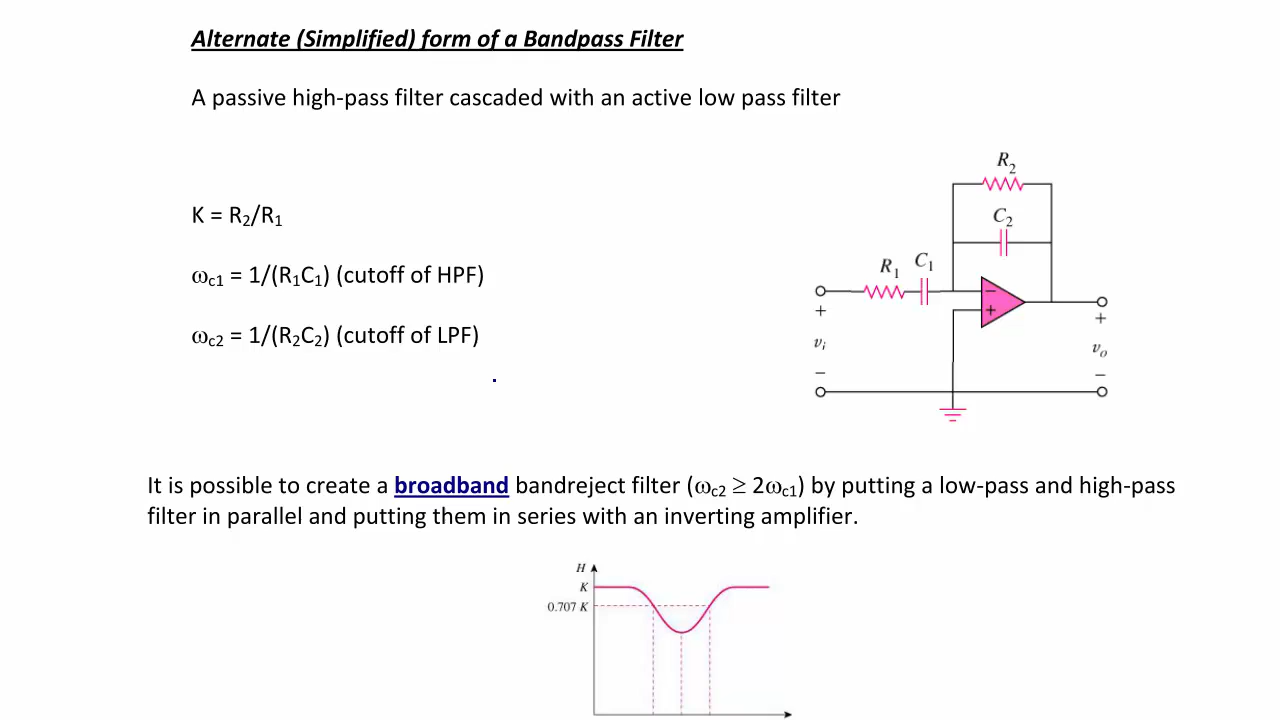 Alternate (Simplified) form of a Bandpass Filter
A passive high-pass filter cascaded with an active low pass filter
K = R2/R1
ωc1 = 1/(R1C1) (cutoff of HPF)
ωc2 = 1/(R2C2) (cutoff of LPF)
R2
C2
R1
C1
−
+
+
vi
−
+
vo
−
It is possible to create a broadband bandreject filter (ωc2 ≥ 2ωc1) by putting a low-pass and high-pass
filter in parallel and putting them in series with an inverting amplifier.
H
K
0.707 K